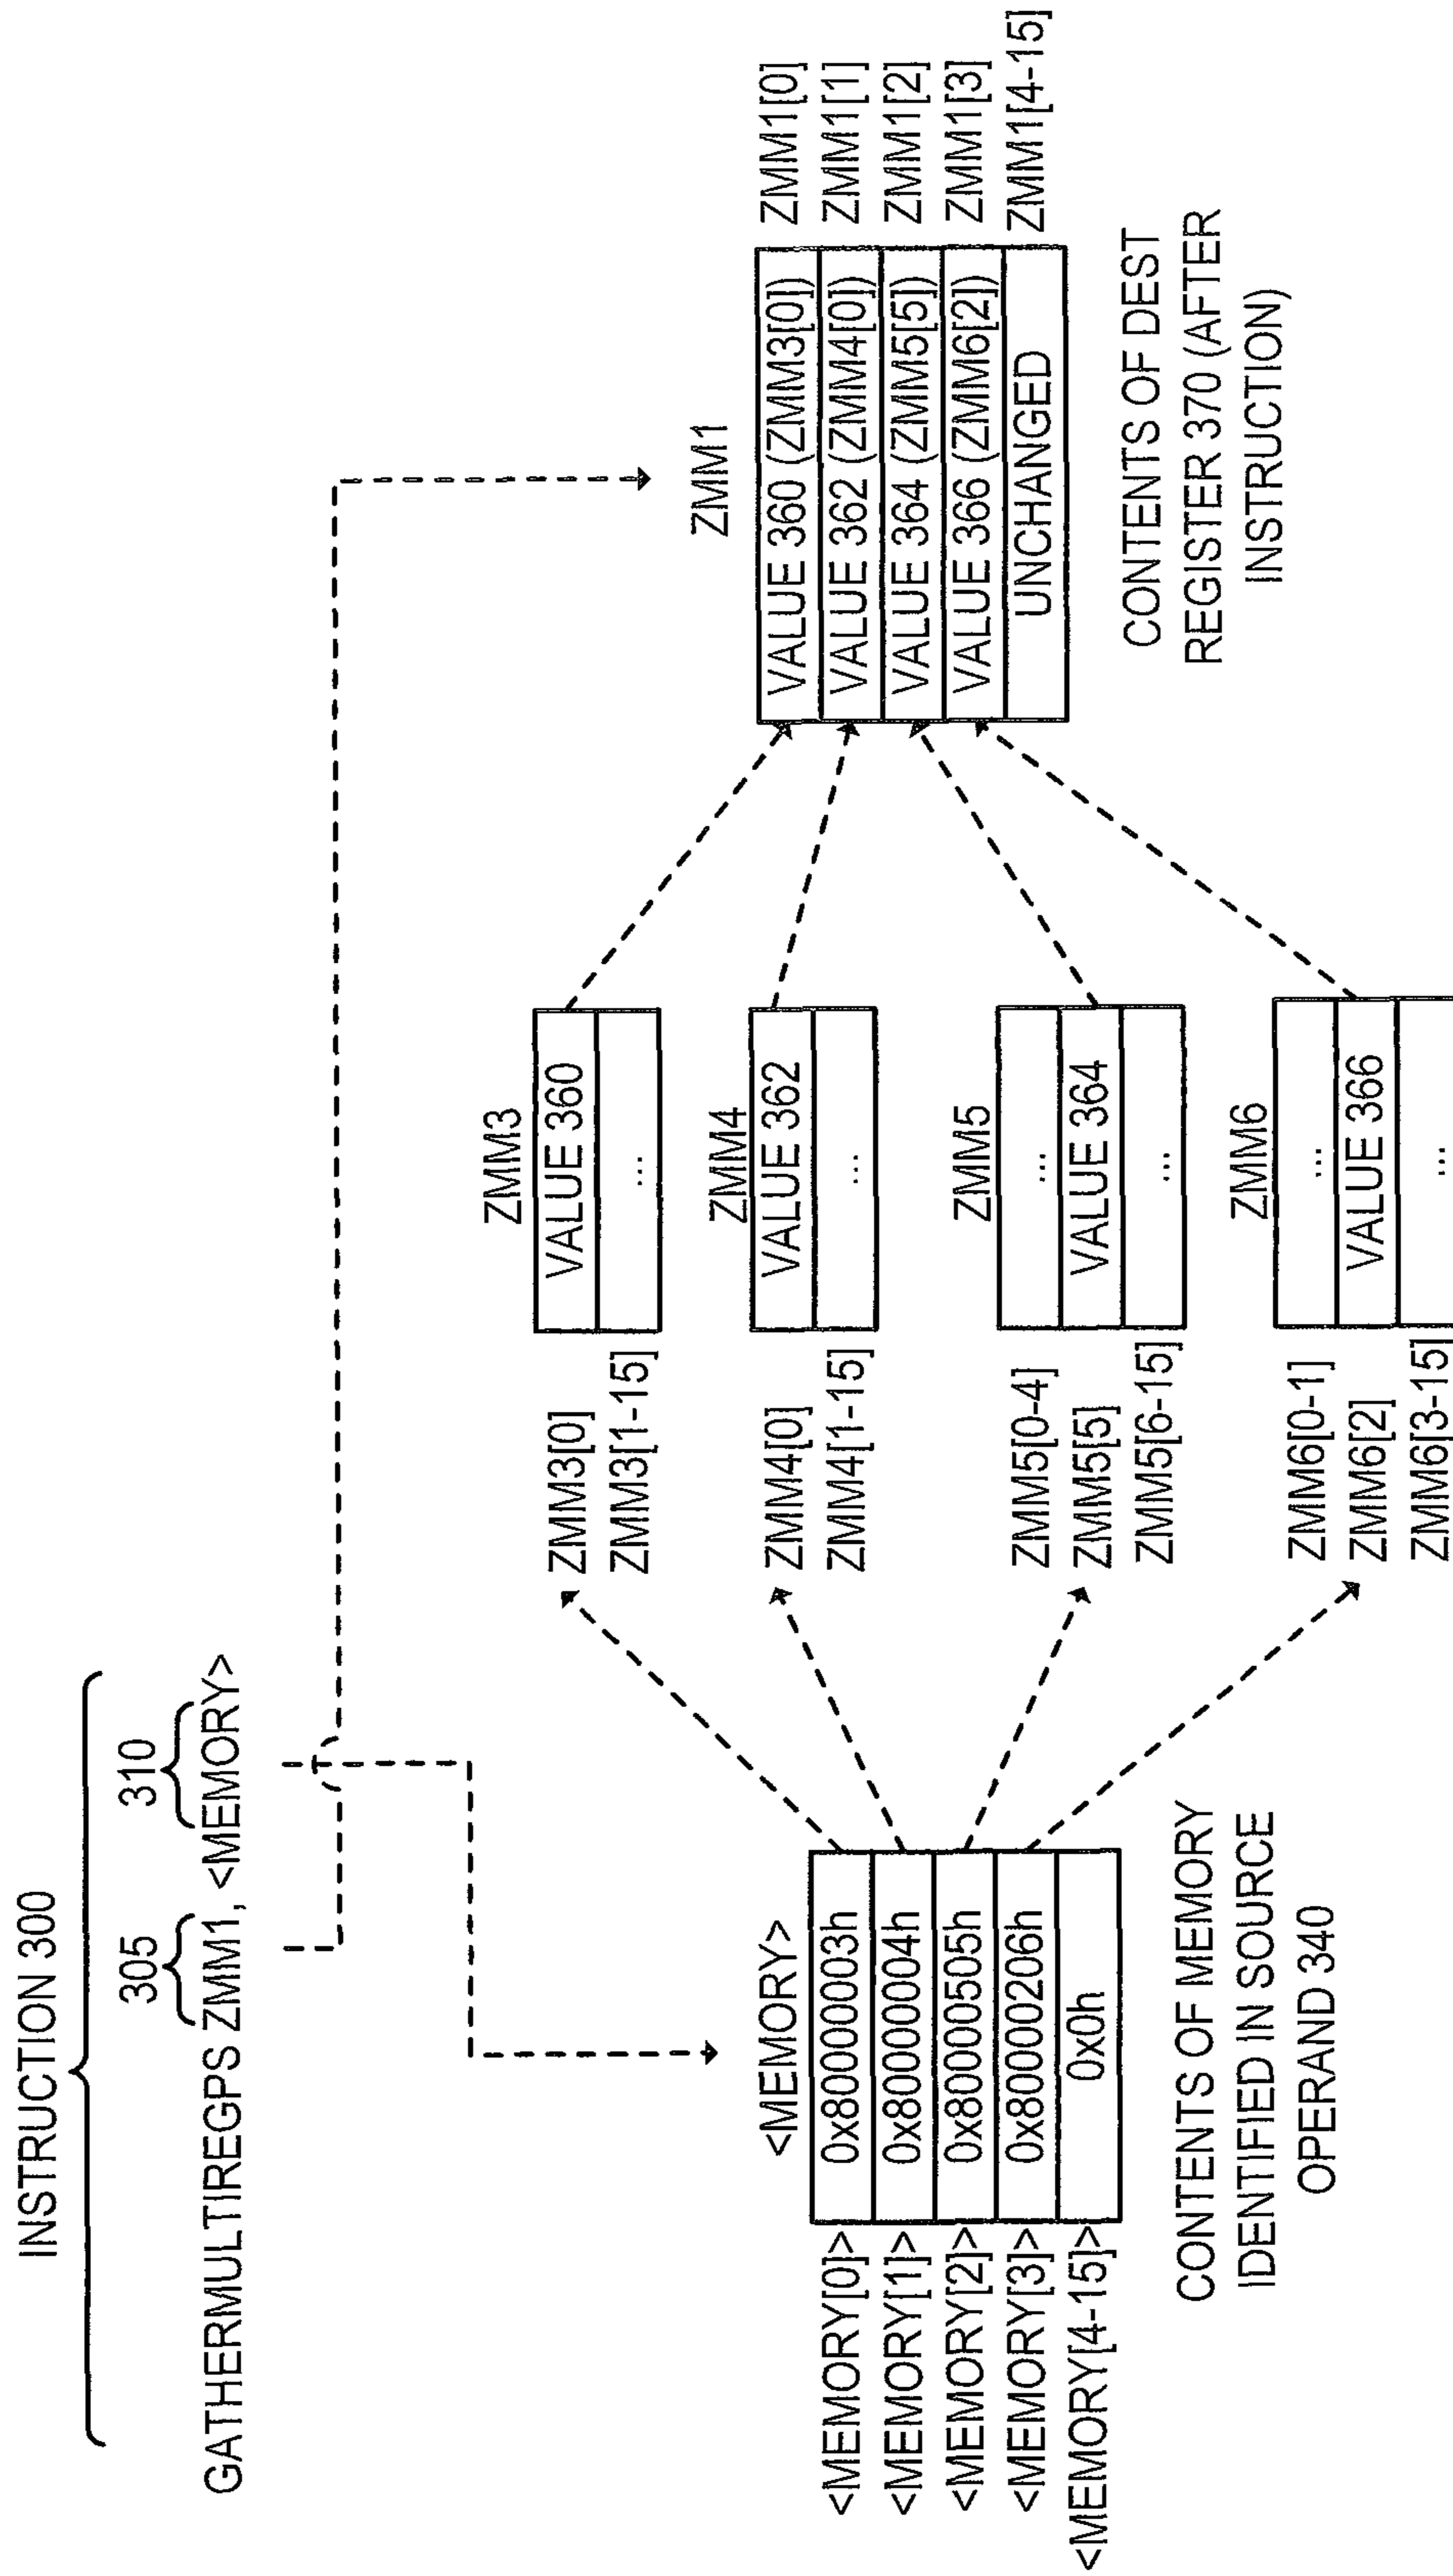 INSTRUCTION 300
305
310
GATHERMULTIREGPS ZMM1, <MEMORY>
<MEMORY>
<MEMORY[0]> 0x80000003h
<MEMORY[1]> 0x80000004h
<MEMORY[2]> 0x80000505h
<MEMORY[3]> 0x80000206h
<MEMORY[4-15]> 0x0h
CONTENTS OF MEMORY
IDENTIFIED IN SOURCE
OPERAND 340
ZMM3
ZMM3[0] VALUE 360
ZMM3[1-15] ...
ZMM4
ZMM4[0] VALUE 362
ZMM4[1-15] ...
ZMM5
ZMM5[0-4] ...
ZMM5[5] VALUE 364
ZMM5[6-15] ...
ZMM6
ZMM6[0-1] ...
ZMM6[2] VALUE 366
ZMM6[3-15] ...
ZMM1
VALUE 360 (ZMM3[0]) ZMM1[0]
VALUE 362 (ZMM4[0]) ZMM1[1]
VALUE 364 (ZMM5[5]) ZMM1[2]
VALUE 366 (ZMM6[2]) ZMM1[3]
UNCHANGED ZMM1[4-15]
CONTENTS OF DEST
REGISTER 370 (AFTER
INSTRUCTION)